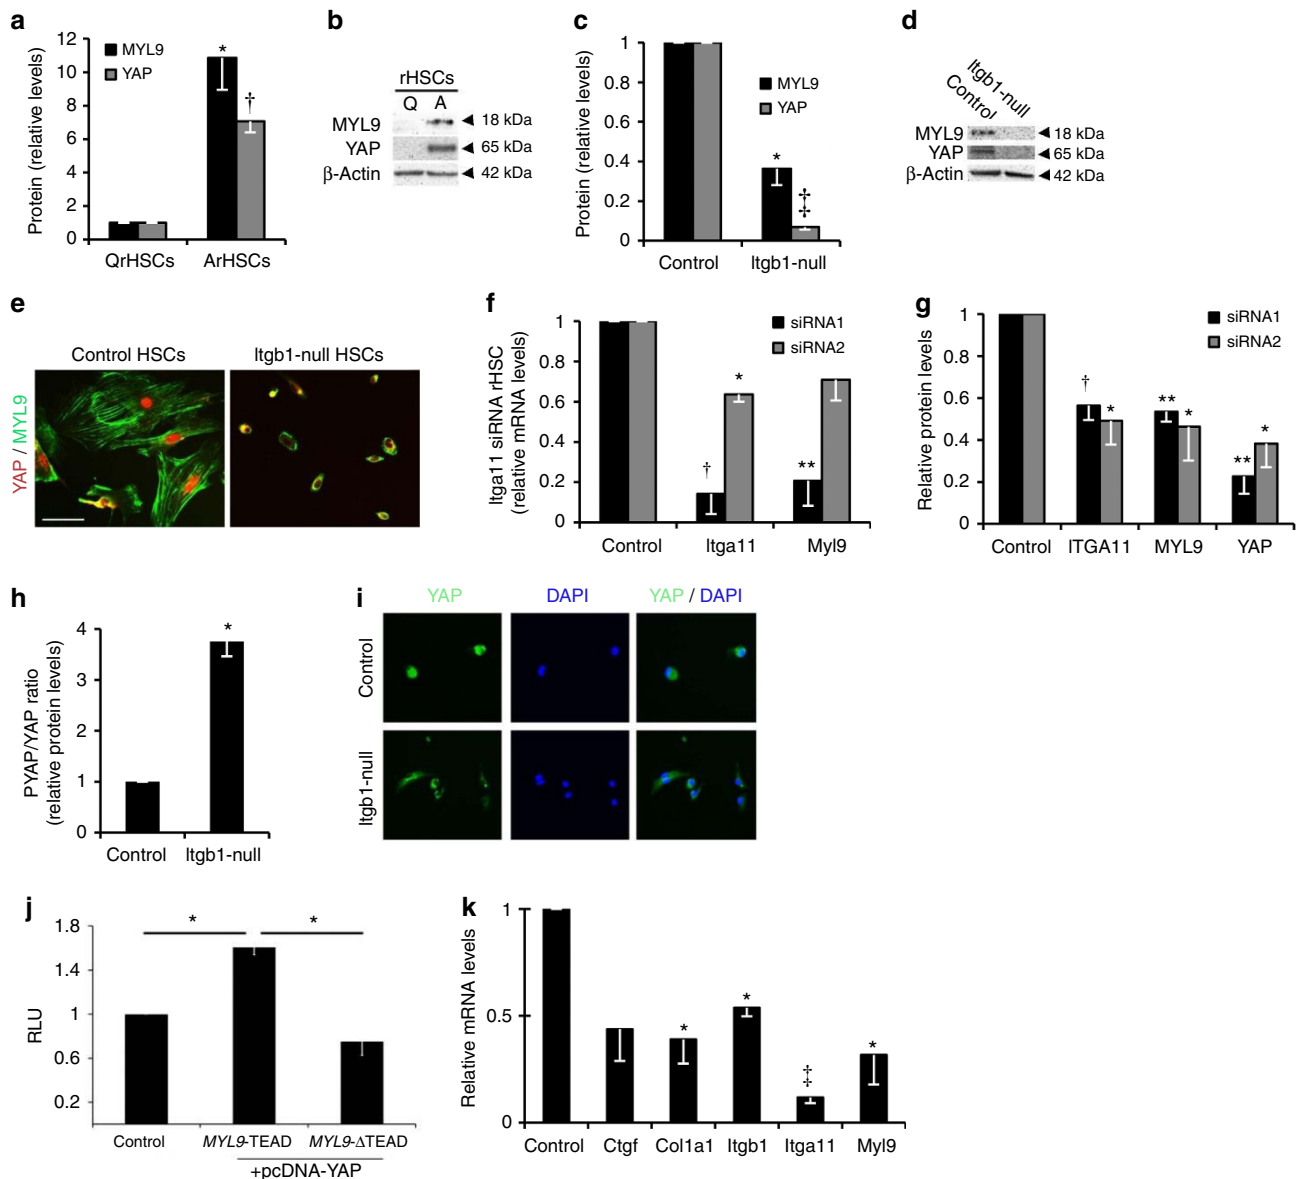 a
Protein (relative levels)
12
10
8
6
4
2
0
MYL9
YAP
*
†
QrHSCs
ArHSCs
b
rHSCs
Q A
MYL9
18 kDa
YAP
65 kDa
β-Actin
42 kDa
c
Protein (relative levels)
1
0.8
0.6
0.4
0.2
0
MYL9
YAP
*
‡
Control
Itgb1-null
d
Control
Itgb1-null
MYL9
18 kDa
YAP
65 kDa
β-Actin
42 kDa
e
Control HSCs
Itgb1-null HSCs
YAP / MYL9
f
Itga11 siRNA rHSC
(relative mRNA levels)
1
0.8
0.6
0.4
0.2
0
siRNA1
siRNA2
†
*
**
Control
Itga11
Myl9
g
Relative protein levels
1
0.8
0.6
0.4
0.2
0
siRNA1
siRNA2
†
*
**
*
**
*
Control
ITGA11
MYL9
YAP
h
PYAP/YAP ratio
(relative protein levels)
4
3
2
1
0
*
Control
Itgb1-null
i
YAP
DAPI
YAP / DAPI
Control
Itgb1-null
j
RLU
1.8
1.4
1
0.6
0.2
*
*
Control
MYL9-TEAD
MYL9-ΔTEAD
+pcDNA-YAP
k
Relative mRNA levels
1
0.5
0
*
*
‡
*
Control
Ctgf
Col1a1
Itgb1
Itga11
Myl9